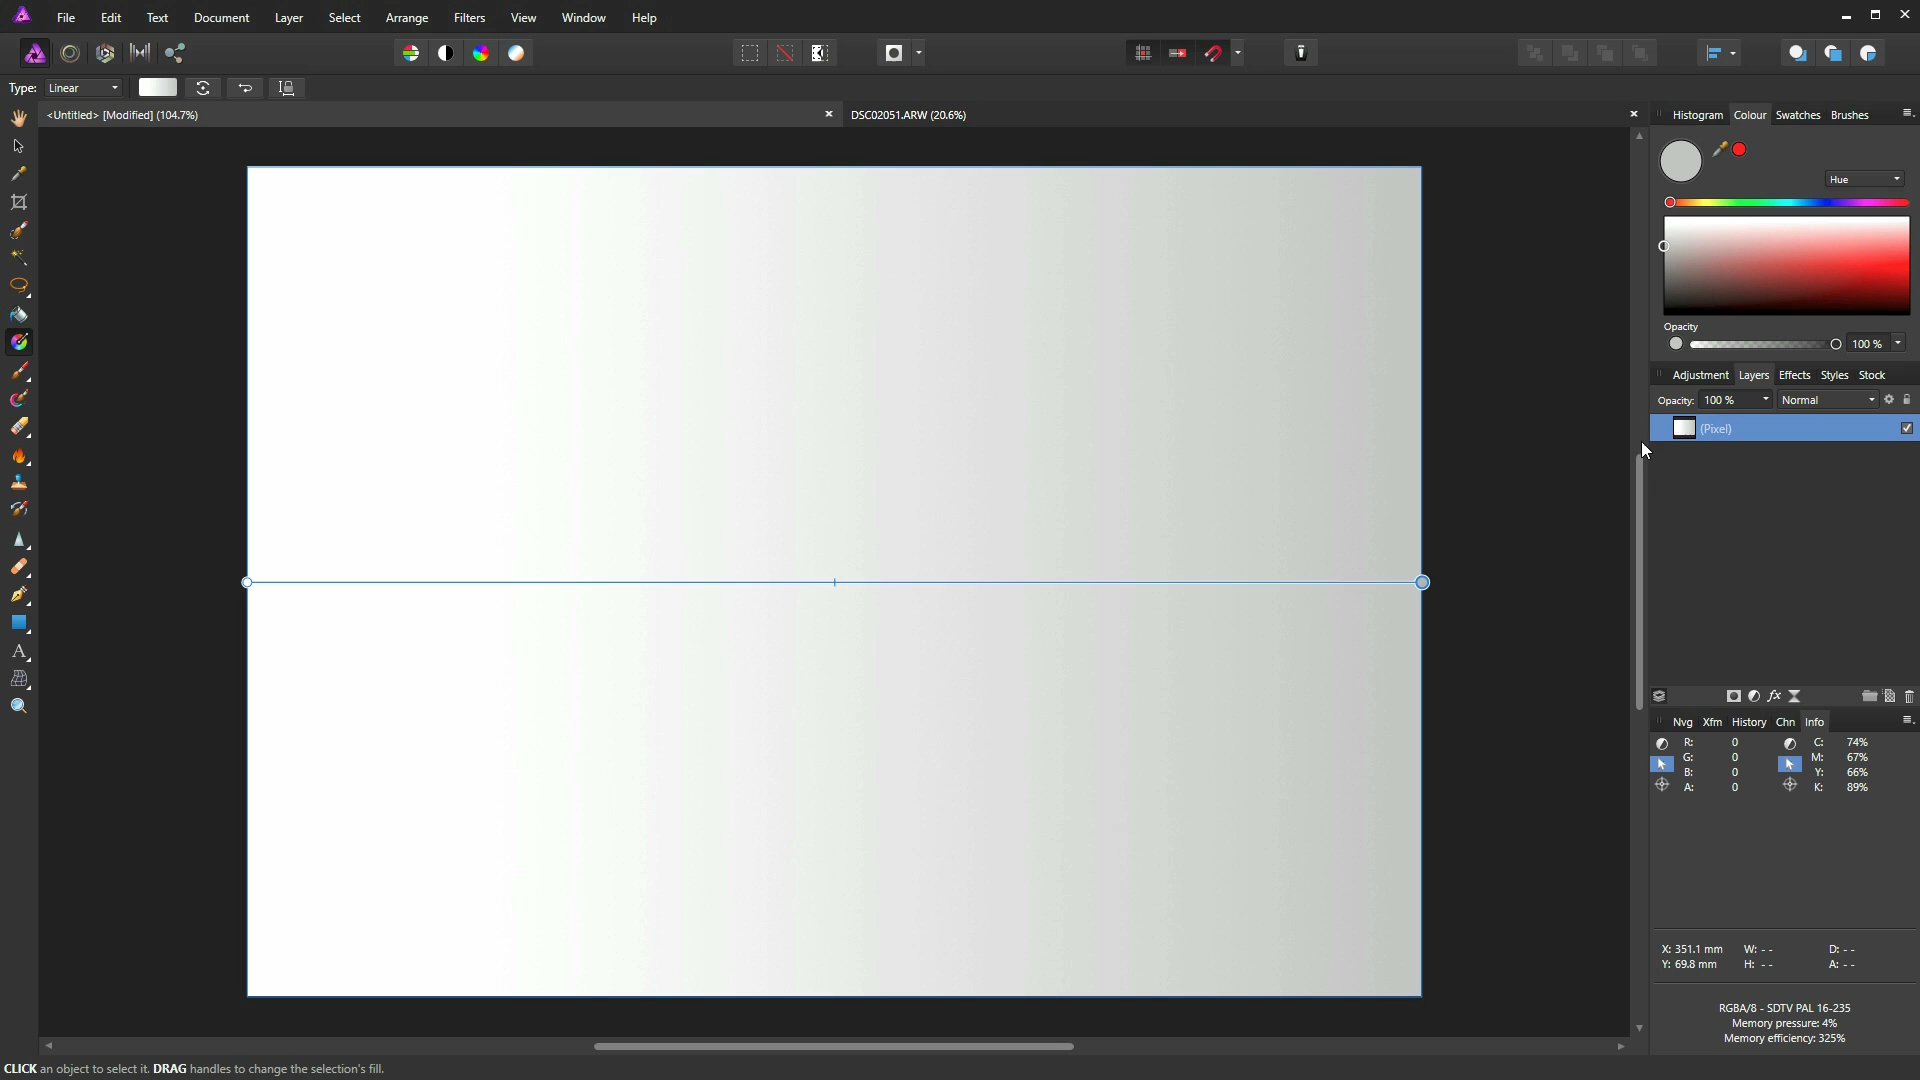 File Edit Text Document Layer Select Arrange Filters View Window Help
Type: Linear
<Untitled> [Modified] (104.7%)
DSC02051.ARW (20.6%)
Histogram Colour Swatches Brushes
Hue
Opacity
100 %
Adjustment Layers Effects Styles Stock
Opacity: 100 % Normal
(Pixel)
fx
Nvg Xfm History Chn Info
R: 0 C: 74%
G: 0 M: 67%
B: 0 Y: 66%
A: 0 K: 89%
X: 351.1 mm W: - - D: - -
Y: 69.8 mm H: - - A: - -
RGBA/8 - SDTV PAL 16-235
Memory pressure: 4%
Memory efficiency: 325%
CLICK an object to select it. DRAG handles to change the selection's fill.